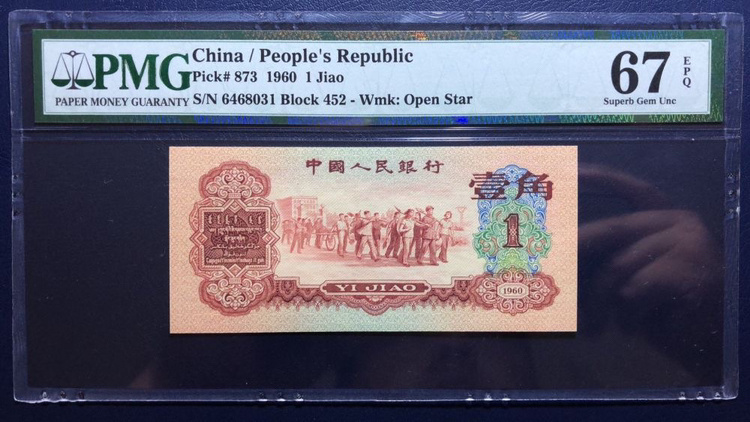 PMG
PAPER MONEY GUARANTY
China / People's Republic
Pick# 873 1960 1 Jiao
S/N 6468031 Block 452 - Wmk: Open Star
67 EPQ
Superb Gem Unc
中國人民銀行
壹角
1
YI JIAO
1960